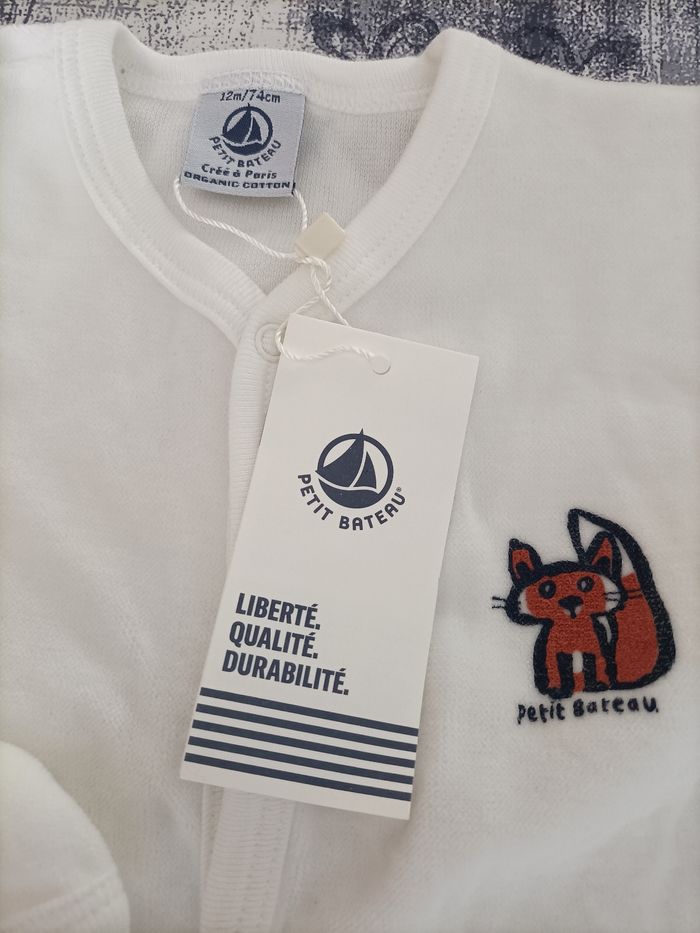 12m/74cm
PETIT BATEAU
Créé à Paris
ORGANIC COTTON
PETIT BATEAU®
LIBERTÉ.
QUALITÉ.
DURABILITÉ.
Petit Bateau.